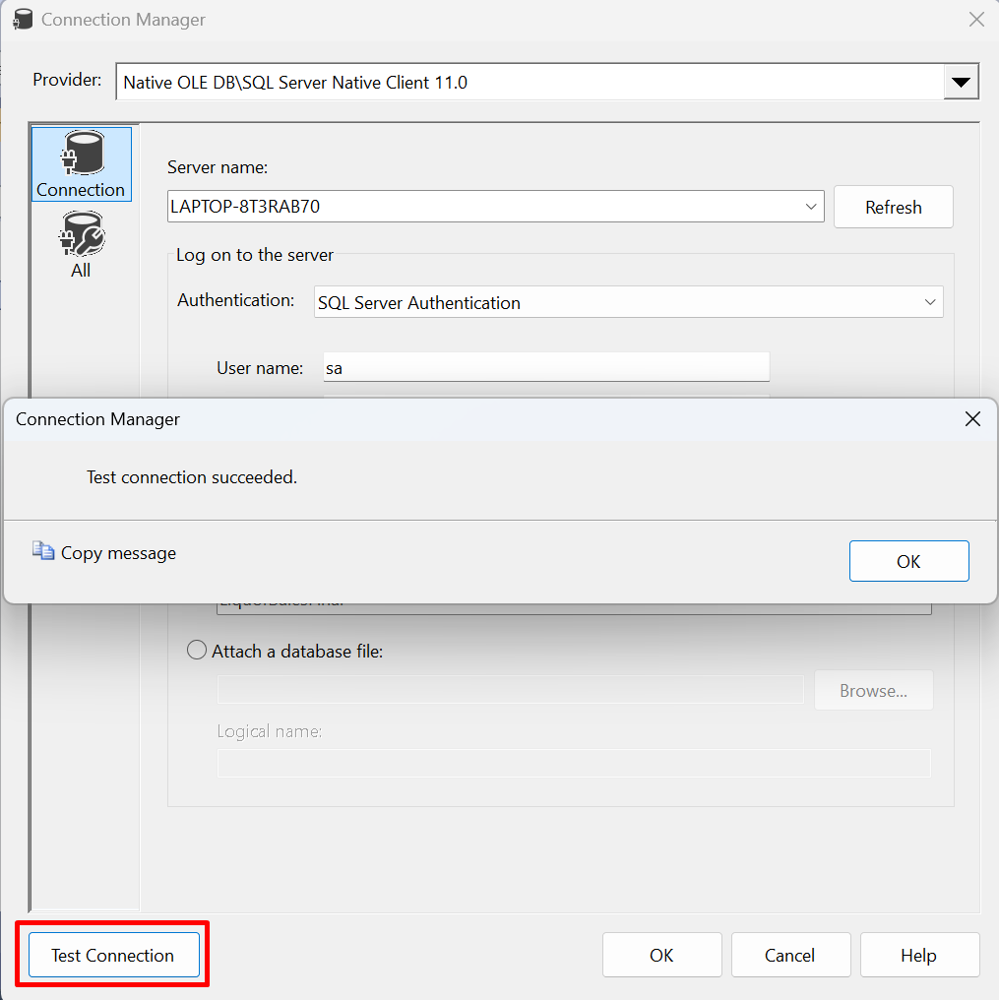 Connection Manager
Provider: Native OLE DB\SQL Server Native Client 11.0
Connection
All
Server name:
LAPTOP-8T3RAB70
Refresh
Log on to the server
Authentication: SQL Server Authentication
User name: sa
Connection Manager
Test connection succeeded.
Copy message
OK
Attach a database file:
Browse...
Logical name:
Test Connection
OK
Cancel
Help